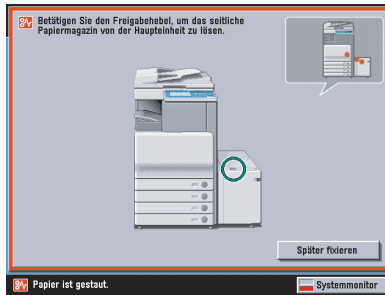 Betätigen Sie den Freigabehebel, um das seitliche
Papiermagazin von der Haupteinheit zu lösen.
Später fixieren
Papier ist gestaut.
Systemmonitor